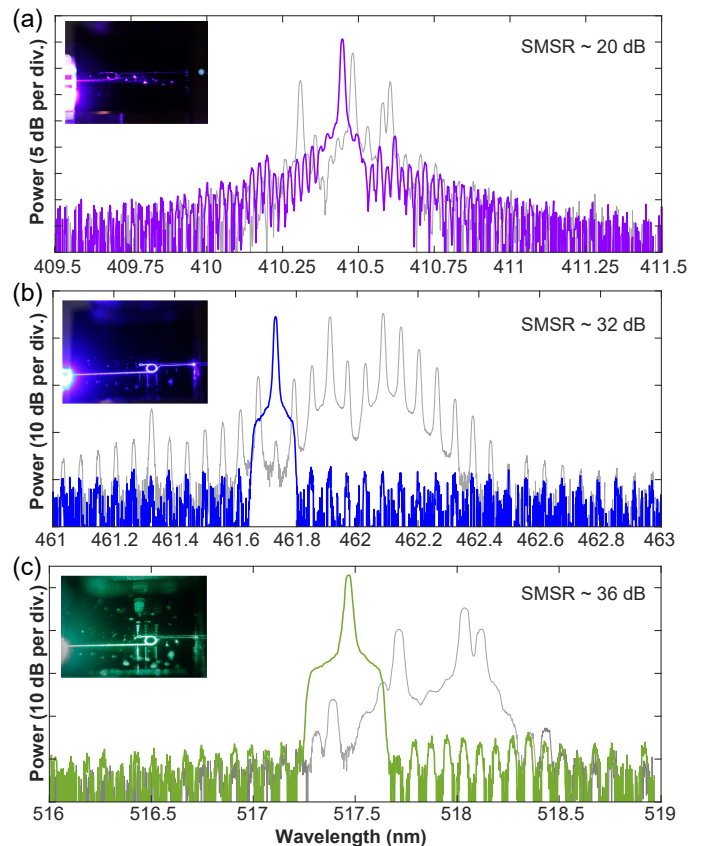 (a)
SMSR ~ 20 dB
Power (5 dB per div.)
409.5 409.75 410 410.25 410.5 410.75 411 411.25 411.5
(b)
SMSR ~ 32 dB
Power (10 dB per div.)
461 461.2 461.4 461.6 461.8 462 462.2 462.4 462.6 462.8 463
(c)
SMSR ~ 36 dB
Power (10 dB per div.)
516 516.5 517 517.5 518 518.5 519
Wavelength (nm)